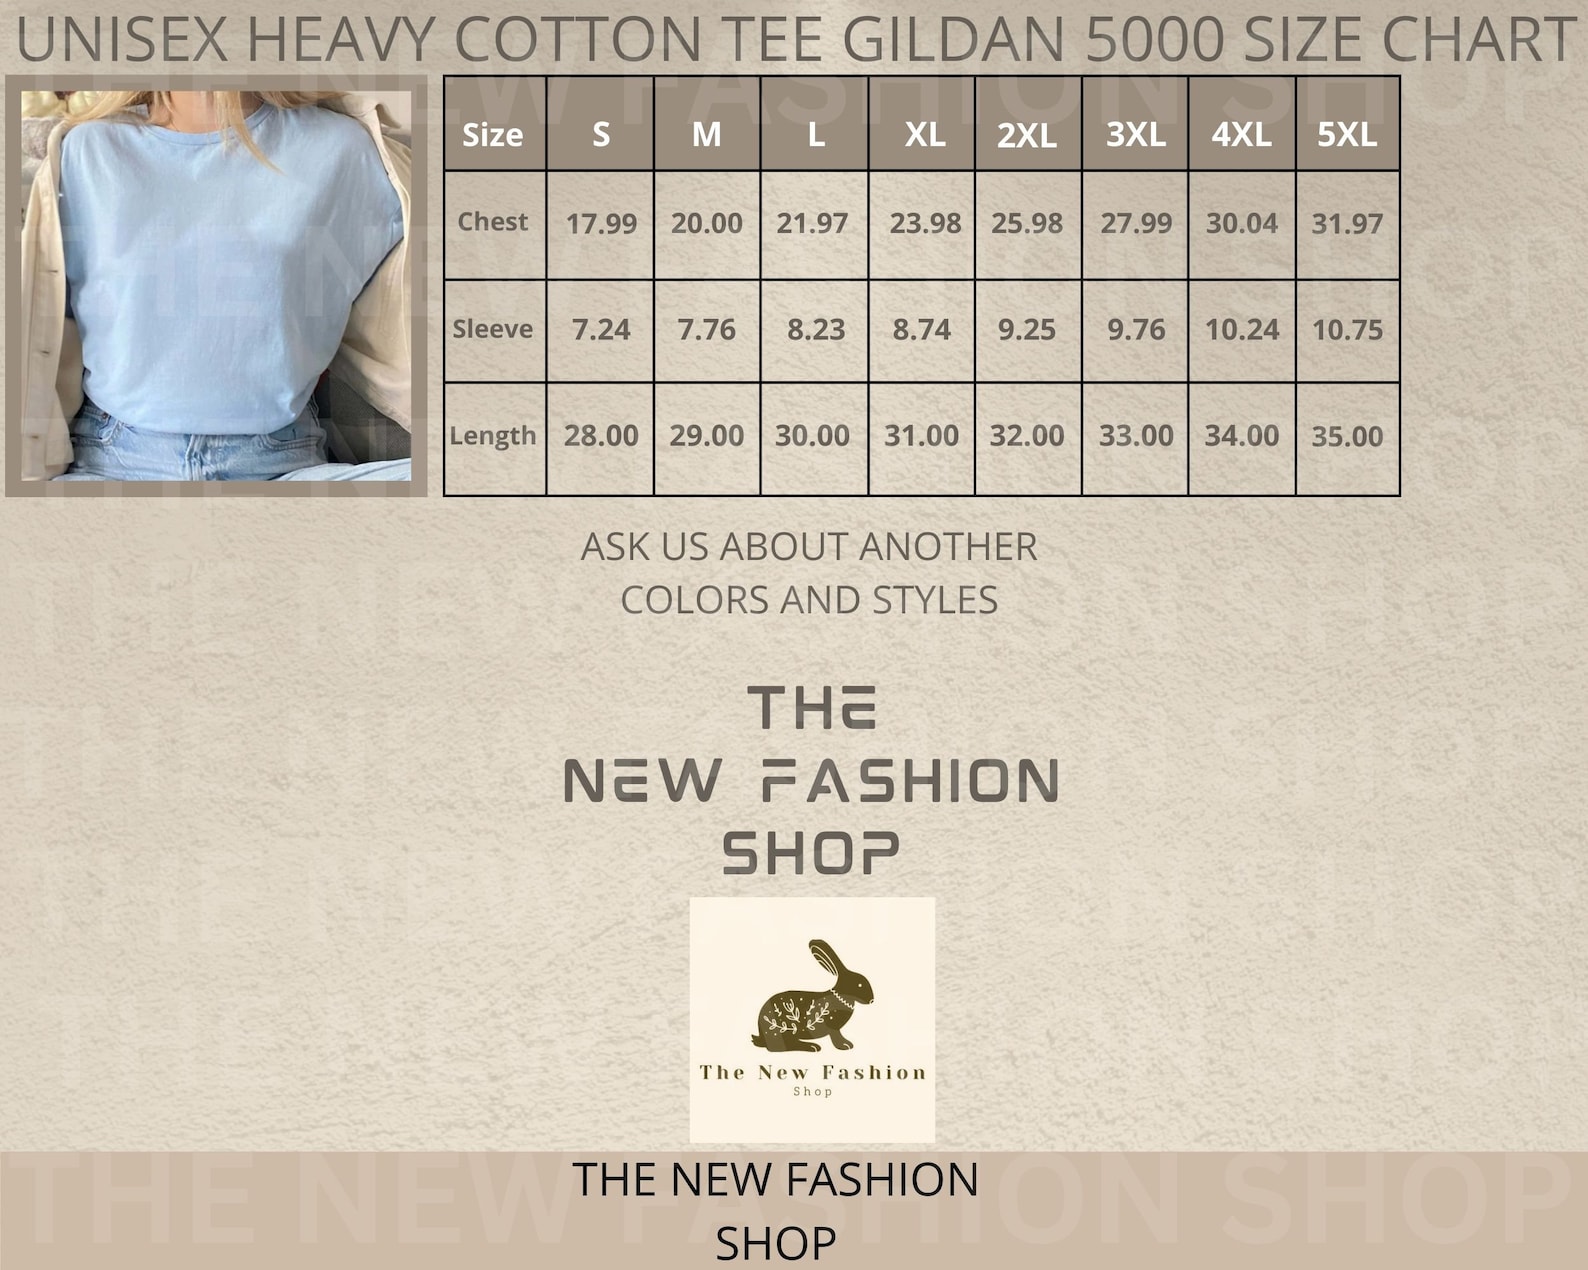 UNISEX HEAVY COTTON TEE GILDAN 5000 SIZE CHART
Size S M L XL 2XL 3XL 4XL 5XL
Chest 17.99 20.00 21.97 23.98 25.98 27.99 30.04 31.97
Sleeve 7.24 7.76 8.23 8.74 9.25 9.76 10.24 10.75
Length 28.00 29.00 30.00 31.00 32.00 33.00 34.00 35.00
ASK US ABOUT ANOTHER
COLORS AND STYLES
THE
NEW FASHION
SHOP
The New Fashion
Shop
THE NEW FASHION SHOP
THE NEW FASHION
SHOP